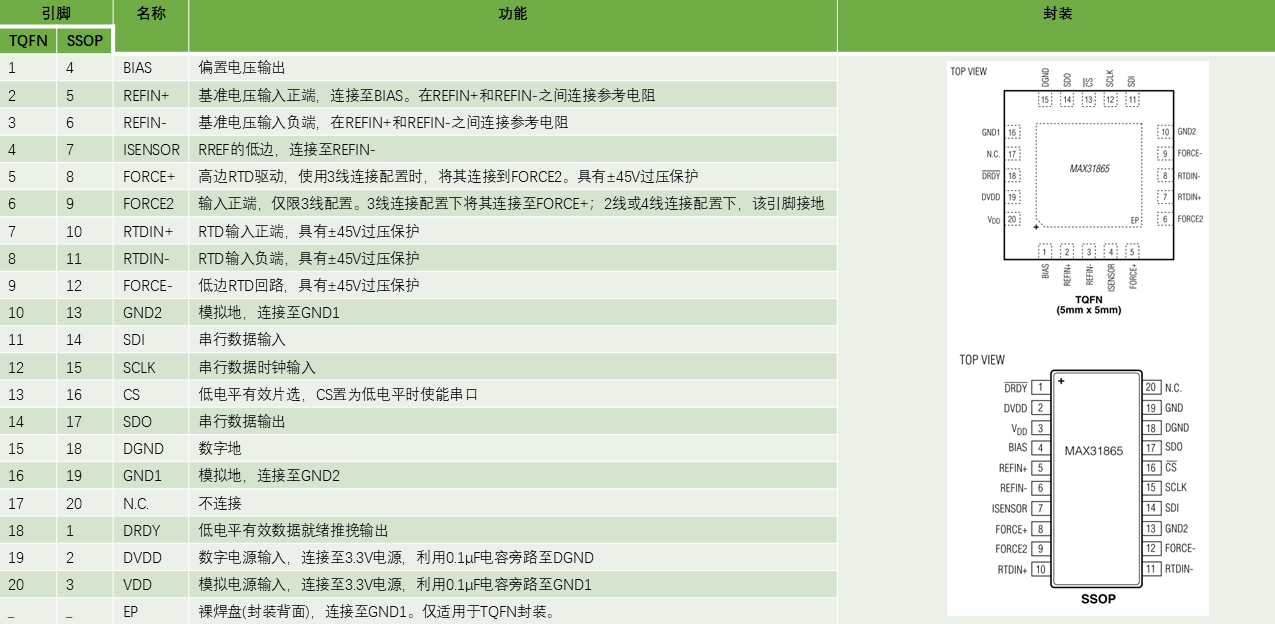 引脚 名称 功能 封装
TQFN SSOP
1 4 BIAS 偏置电压输出
2 5 REFIN+ 基准电压输入正端，连接至BIAS。在REFIN+和REFIN-之间连接参考电阻
3 6 REFIN- 基准电压输入负端，在REFIN+和REFIN-之间连接参考电阻
4 7 ISENSOR RREF的低边，连接至REFIN-
5 8 FORCE+ 高边RTD驱动，使用3线连接配置时，将其连接到FORCE2。具有±45V过压保护
6 9 FORCE2 输入正端，仅限3线配置。3线连接配置下将其连接至FORCE+；2线或4线连接配置下，该引脚接地
7 10 RTDIN+ RTD输入正端，具有±45V过压保护
8 11 RTDIN- RTD输入负端，具有±45V过压保护
9 12 FORCE- 低边RTD回路，具有±45V过压保护
10 13 GND2 模拟地，连接至GND1
11 14 SDI 串行数据输入
12 15 SCLK 串行数据时钟输入
13 16 CS 低电平有效片选，CS置为低电平时使能串口
14 17 SDO 串行数据输出
15 18 DGND 数字地
16 19 GND1 模拟地，连接至GND2
17 20 N.C. 不连接
18 1 DRDY 低电平有效数据就绪推挽输出
19 2 DVDD 数字电源输入，连接至3.3V电源，利用0.1μF电容旁路至DGND
20 3 VDD 模拟电源输入，连接至3.3V电源，利用0.1μF电容旁路至GND1
_ _ EP 裸焊盘(封装背面)，连接至GND1。仅适用于TQFN封装。
TOP VIEW
DGND SDO CS SCLK SDI
15 14 13 12 11
GND1 16 10 GND2
N.C. 17 9 FORCE-
DRDY 18 MAX31865 8 RTDIN-
DVDD 19 7 RTDIN+
VDD 20 EP 6 FORCE2
+
1 2 3 4 5
BIAS REFIN+ REFIN- ISENSOR FORCE+
TQFN
(5mm x 5mm)
TOP VIEW
+
DRDY 1 20 N.C.
DVDD 2 19 GND
VDD 3 18 DGND
BIAS 4 MAX31865 17 SDO
REFIN+ 5 16 CS
REFIN- 6 15 SCLK
ISENSOR 7 14 SDI
FORCE+ 8 13 GND2
FORCE2 9 12 FORCE-
RTDIN+ 10 11 RTDIN-
SSOP